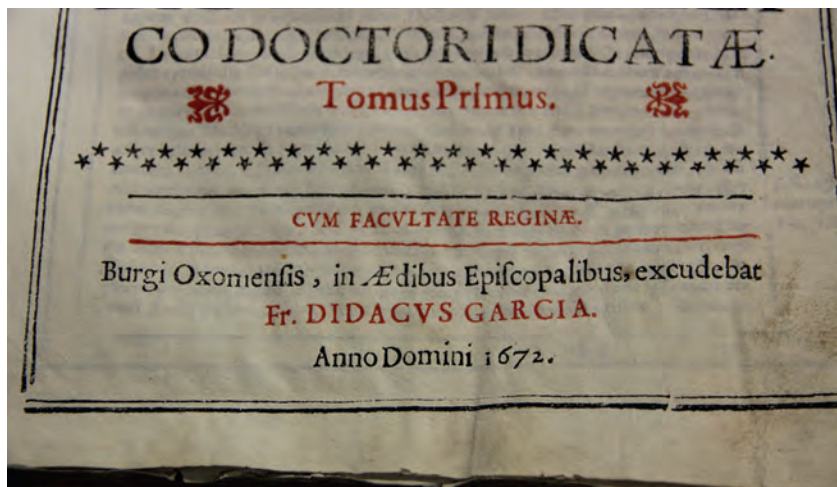 CO DOCTORI DICATÆ.
Tomus Primus.
CVM FACVLTATE REGINÆ.
Burgi Oxomensis, in Ædibus Epiſcopalibus, excudebat
Fr. DIDACVS GARCIA.
Anno Domini 1672.